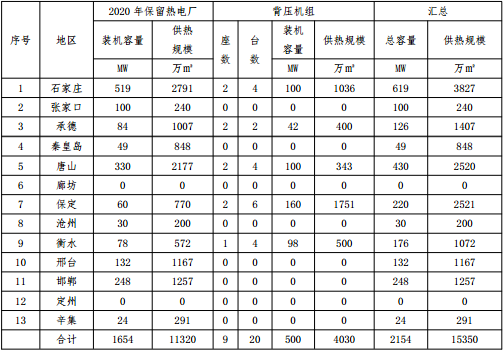 序号 地区 2020 年保留热电厂 背压机组 汇总
装机容量 供热规模 座数 台数 装机容量 供热规模 总容量 供热规模
MW 万㎡ MW 万㎡ MW 万㎡
1 石家庄 519 2791 2 4 100 1036 619 3827
2 张家口 100 240 0 0 0 0 100 240
3 承德 84 1007 2 2 42 400 126 1407
4 秦皇岛 49 848 0 0 0 0 49 848
5 唐山 330 2177 2 4 100 343 430 2520
6 廊坊 0 0 0 0 0 0 0 0
7 保定 60 770 2 6 160 1751 220 2521
8 沧州 30 200 0 0 0 0 30 200
9 衡水 78 572 1 4 98 500 176 1072
10 邢台 132 1167 0 0 0 0 132 1167
11 邯郸 248 1257 0 0 0 0 248 1257
12 定州 0 0 0 0 0 0 0 0
13 辛集 24 291 0 0 0 0 24 291
合计 1654 11320 9 20 500 4030 2154 15350